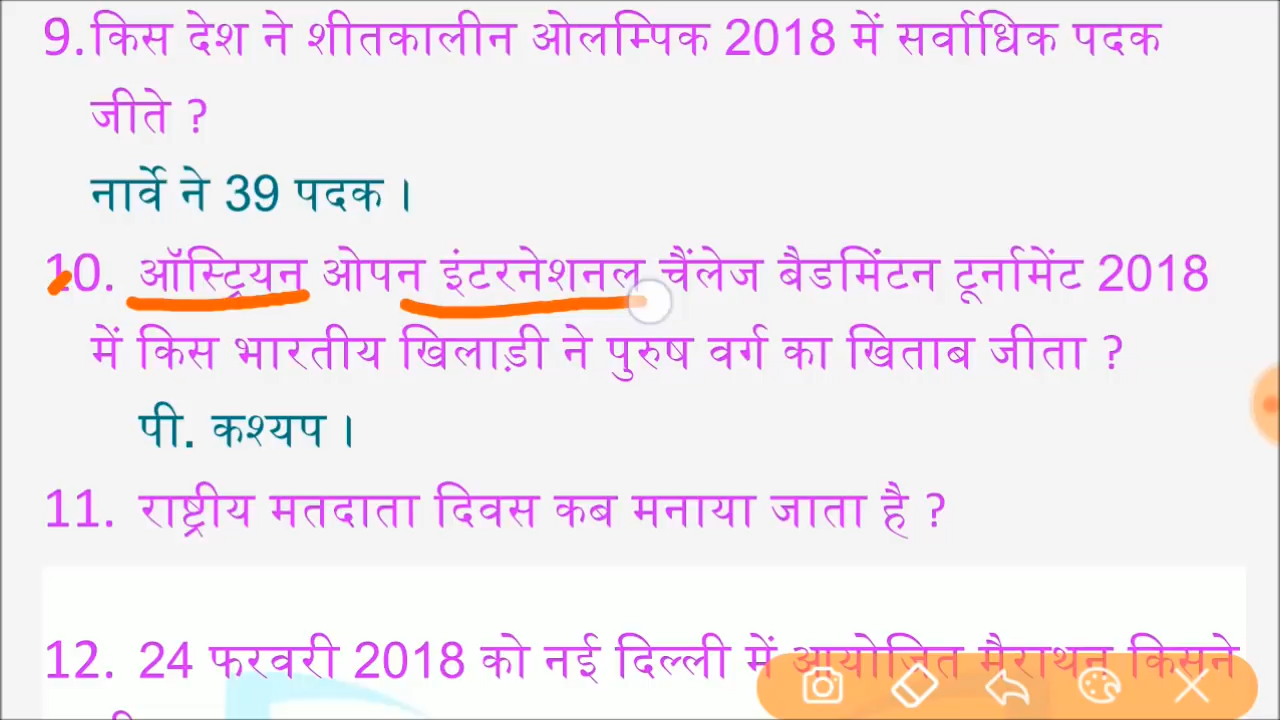 9. किस देश ने शीतकालीन ओलम्पिक 2018 में सर्वाधिक पदक
जीते ?
नार्वे ने 39 पदक ।
10. ऑस्ट्रियन ओपन इंटरनेशनल चैंलेज बैडमिंटन टूर्नामेंट 2018
में किस भारतीय खिलाड़ी ने पुरुष वर्ग का खिताब जीता ?
पी. कश्यप ।
11. राष्ट्रीय मतदाता दिवस कब मनाया जाता है ?
12. 24 फरवरी 2018 को नई दिल्ली में आयोजित मैराथन किसने